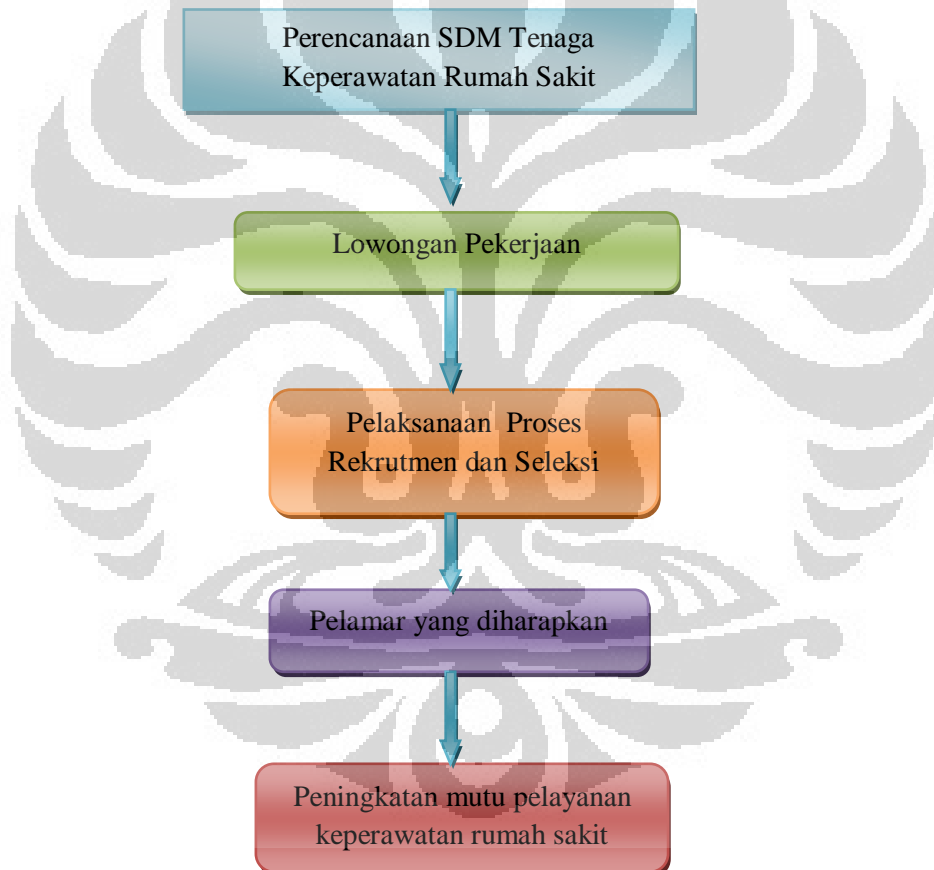 Perencanaan SDM Tenaga
Keperawatan Rumah Sakit
Lowongan Pekerjaan
Pelaksanaan Proses
Rekrutmen dan Seleksi
Pelamar yang diharapkan
Peningkatan mutu pelayanan
keperawatan rumah sakit